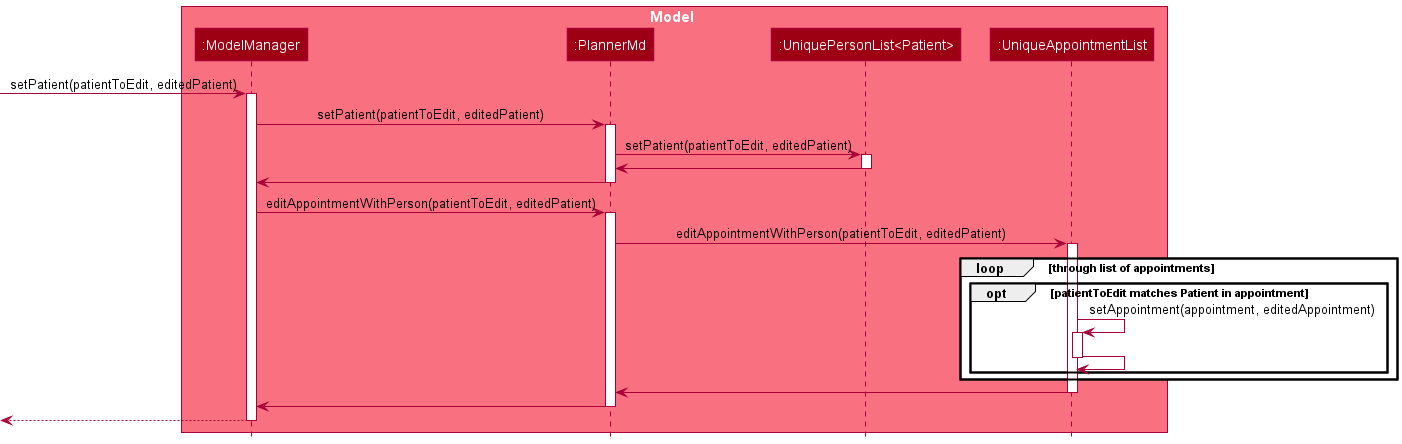 Model
:ModelManager
:PlannerMd
:UniquePersonList<Patient>
:UniqueAppointmentList
setPatient(patientToEdit, editedPatient)
setPatient(patientToEdit, editedPatient)
setPatient(patientToEdit, editedPatient)
editAppointmentWithPerson(patientToEdit, editedPatient)
editAppointmentWithPerson(patientToEdit, editedPatient)
loop [through list of appointments]
opt [patientToEdit matches Patient in appointment]
setAppointment(appointment, editedAppointment)